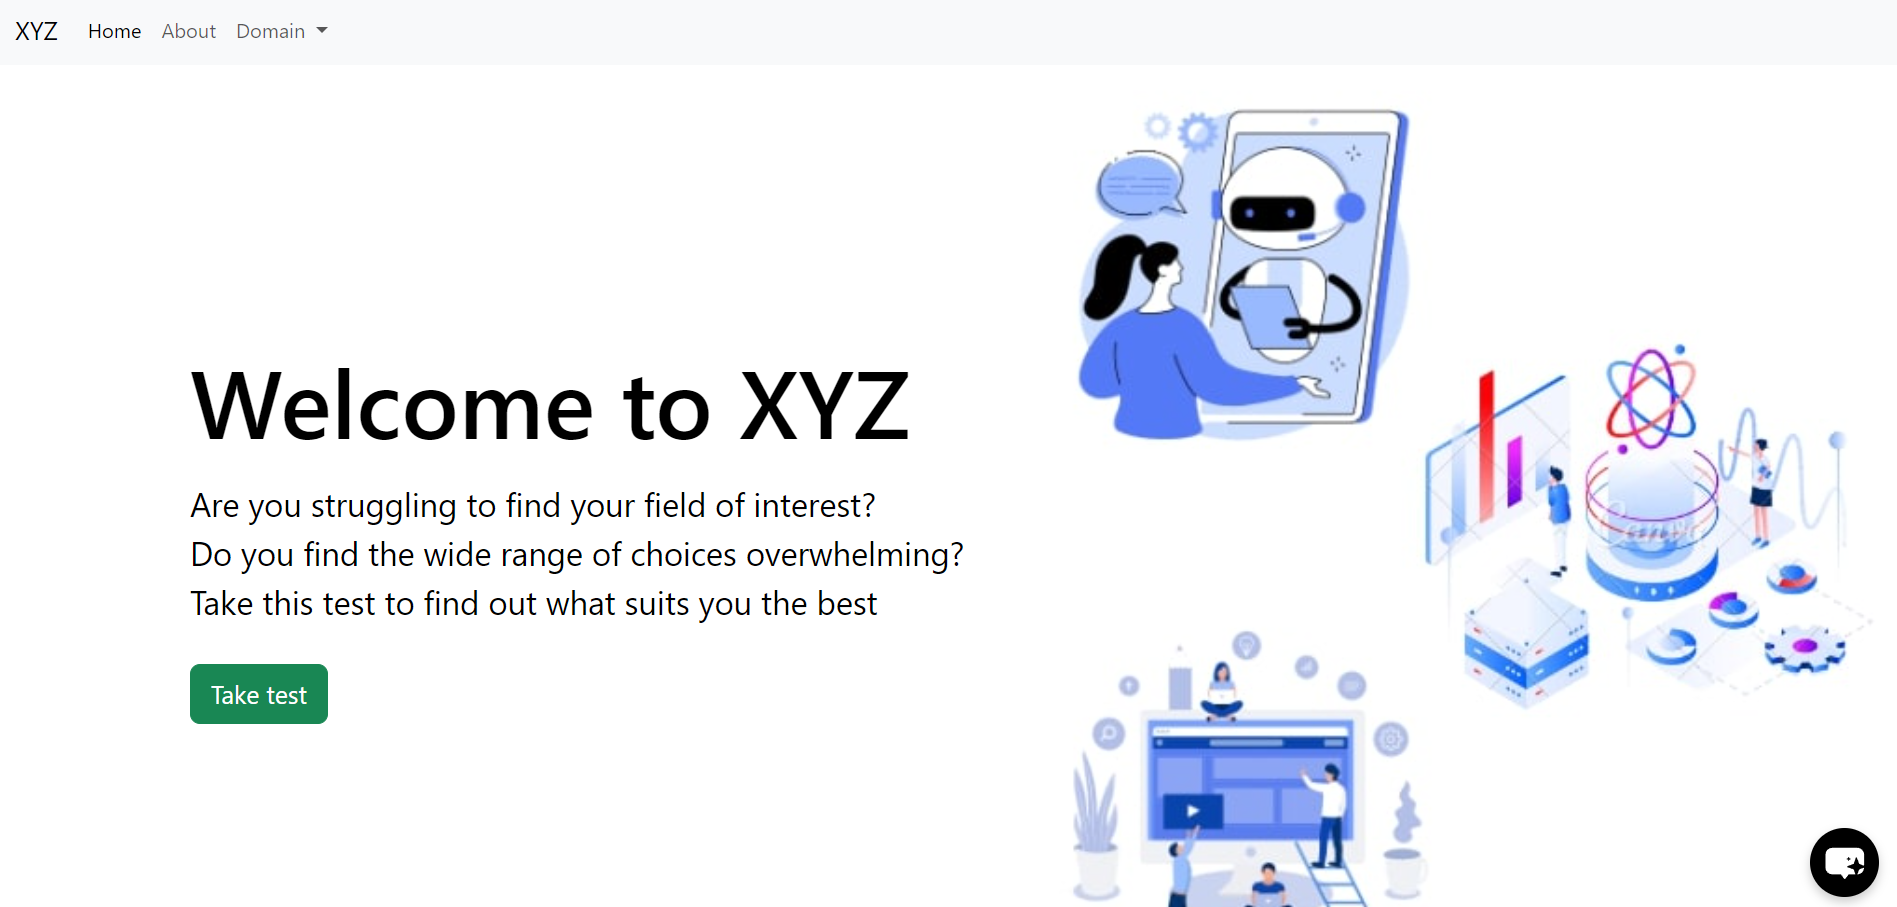 XYZ Home About Domain
Welcome to XYZ
Are you struggling to find your field of interest?
Do you find the wide range of choices overwhelming?
Take this test to find out what suits you the best
Take test
Canva